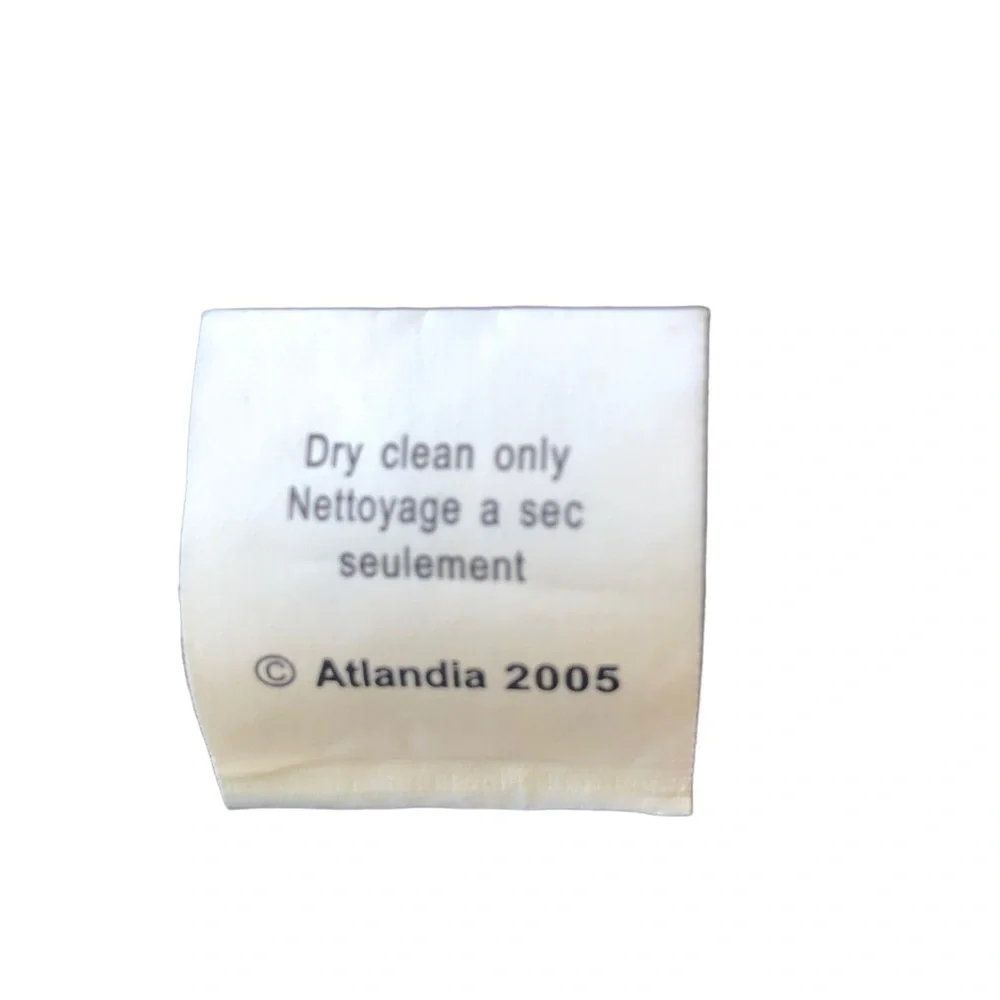 Dry clean only
Nettoyage a sec
seulement
© Atlandia 2005